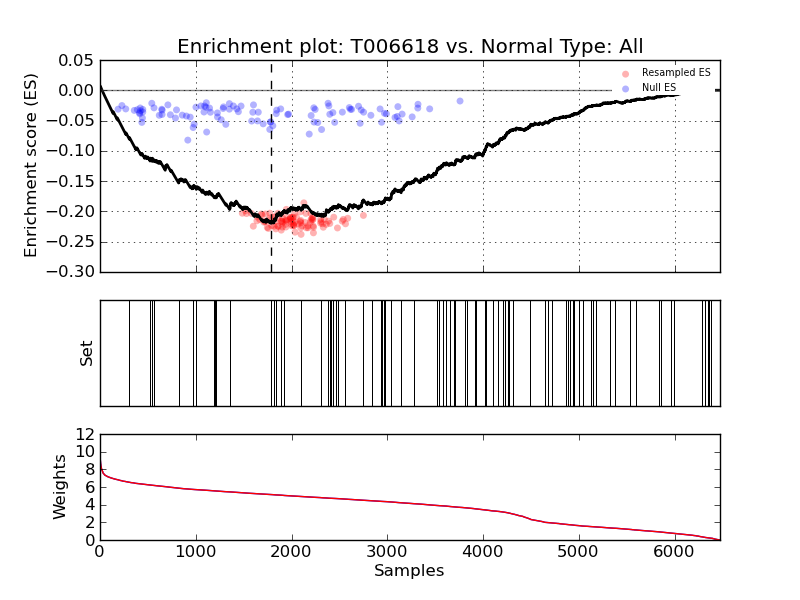 Enrichment plot: T006618 vs. Normal Type: All
Enrichment score (ES)
0.05
0.00
−0.05
−0.10
−0.15
−0.20
−0.25
−0.30
Resampled ES
Null ES
Set
Weights
12
10
8
6
4
2
0
0 1000 2000 3000 4000 5000 6000
Samples